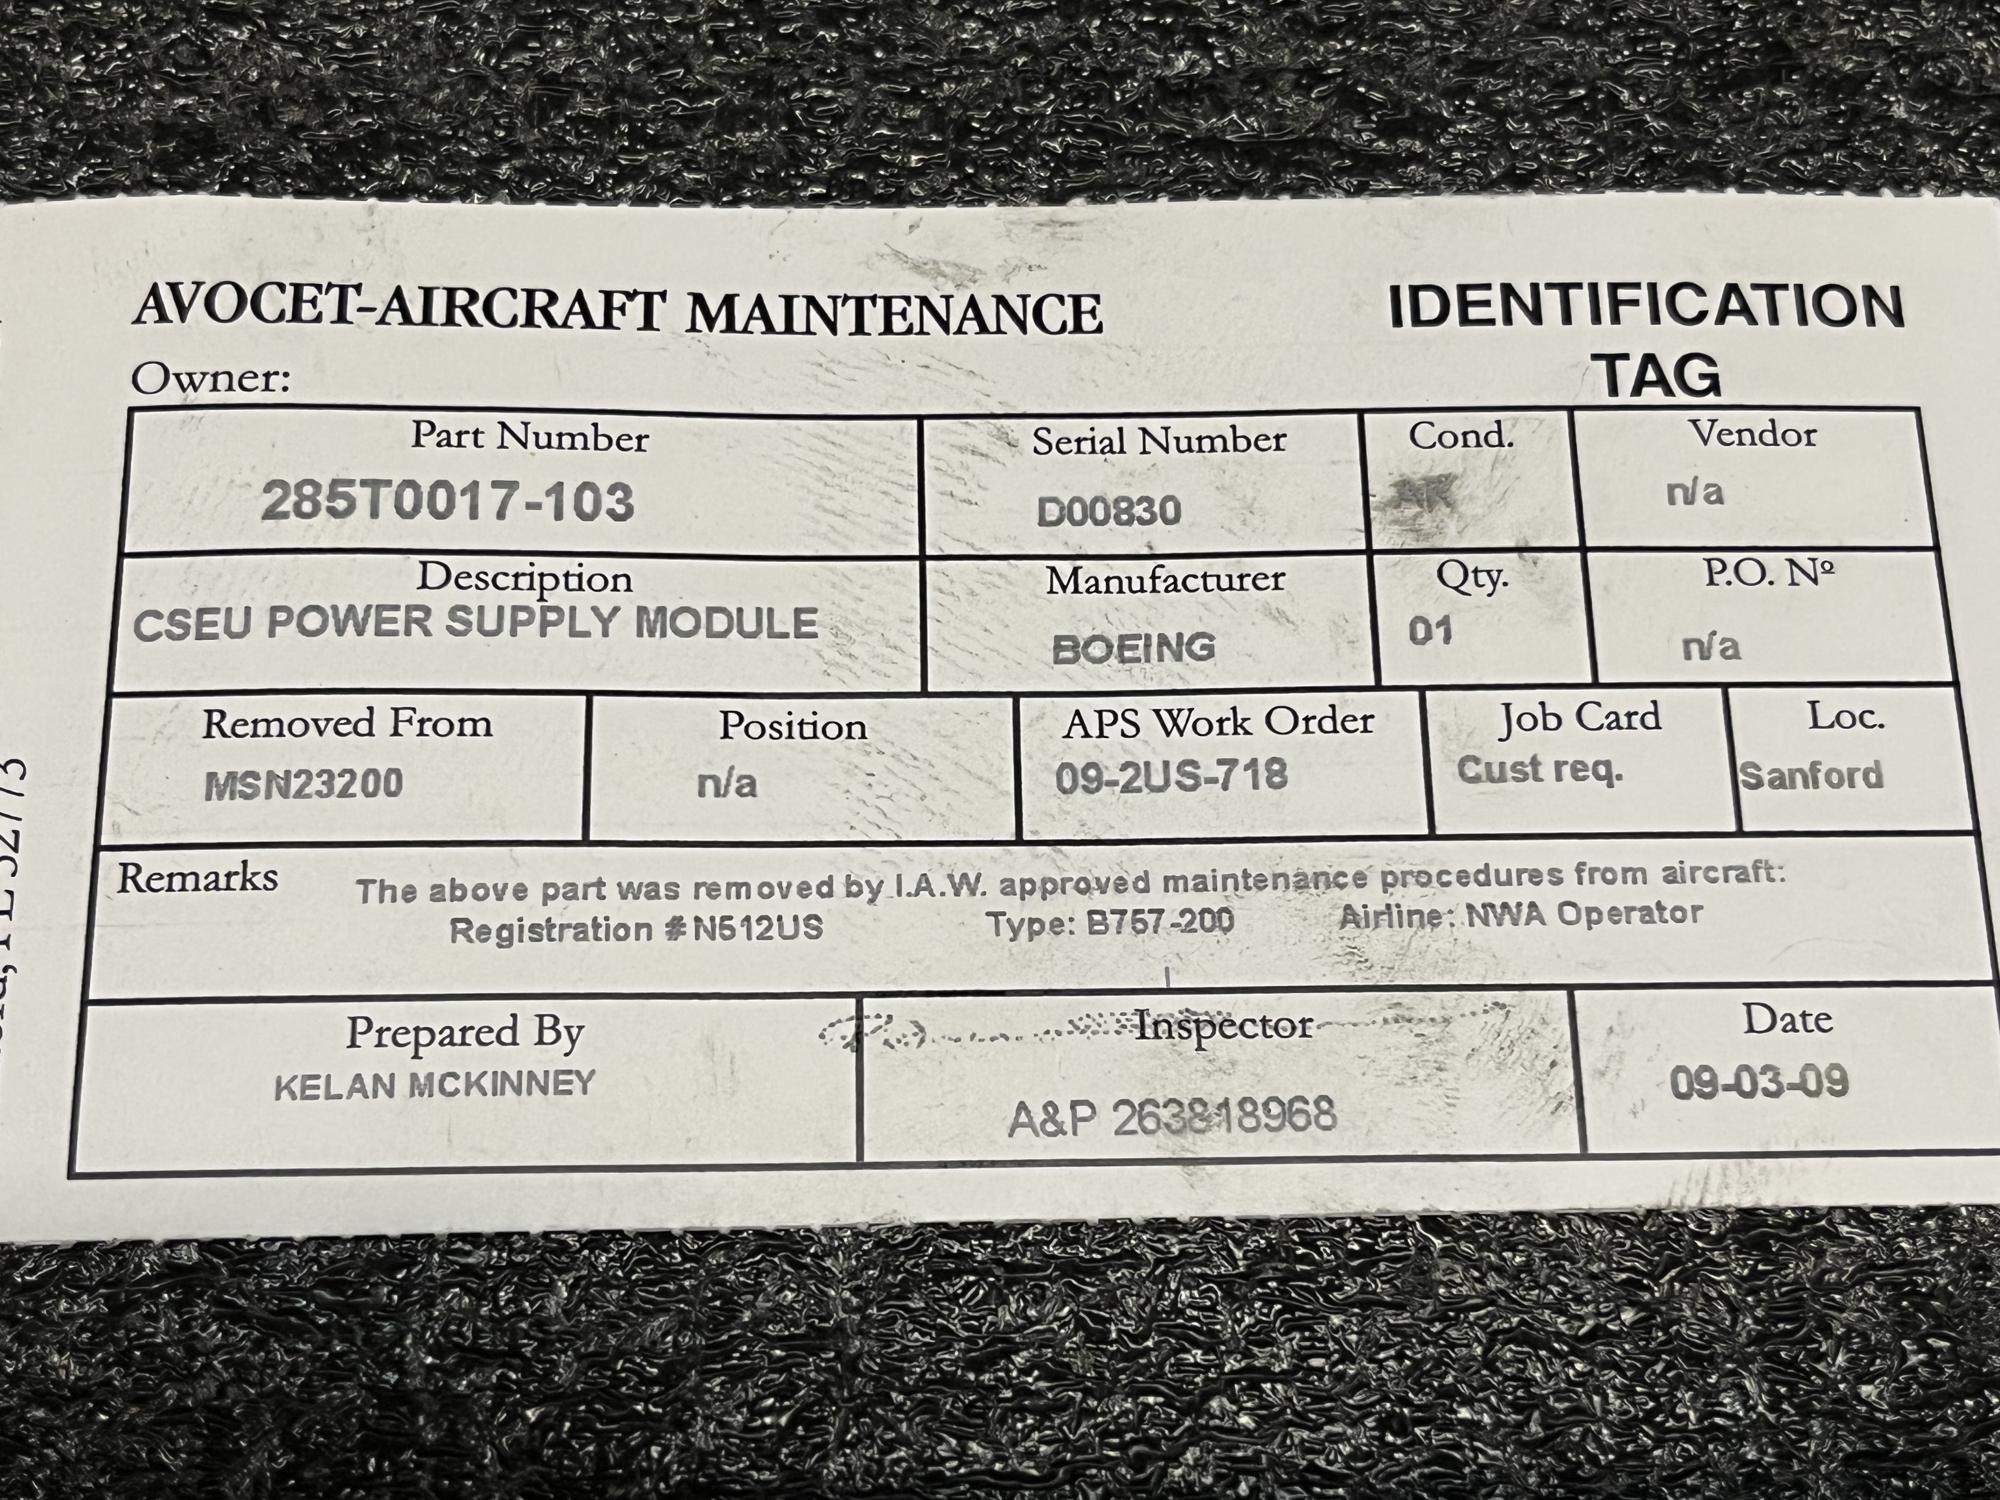 AVOCET-AIRCRAFT MAINTENANCE
IDENTIFICATION
TAG
Owner:
Part Number
285T0017-103
Serial Number
D00830
Cond.
AR
Vendor
n/a
Description
CSEU POWER SUPPLY MODULE
Manufacturer
BOEING
Qty.
01
P.O. Nº
n/a
Removed From
MSN23200
Position
n/a
APS Work Order
09-2US-718
Job Card
Cust req.
Loc.
Sanford
Remarks
The above part was removed by I.A.W. approved maintenance procedures from aircraft:
Registration # N512US Type: B757-200 Airline: NWA Operator
Prepared By
KELAN MCKINNEY
Inspector
A&P 263818968
Date
09-03-09